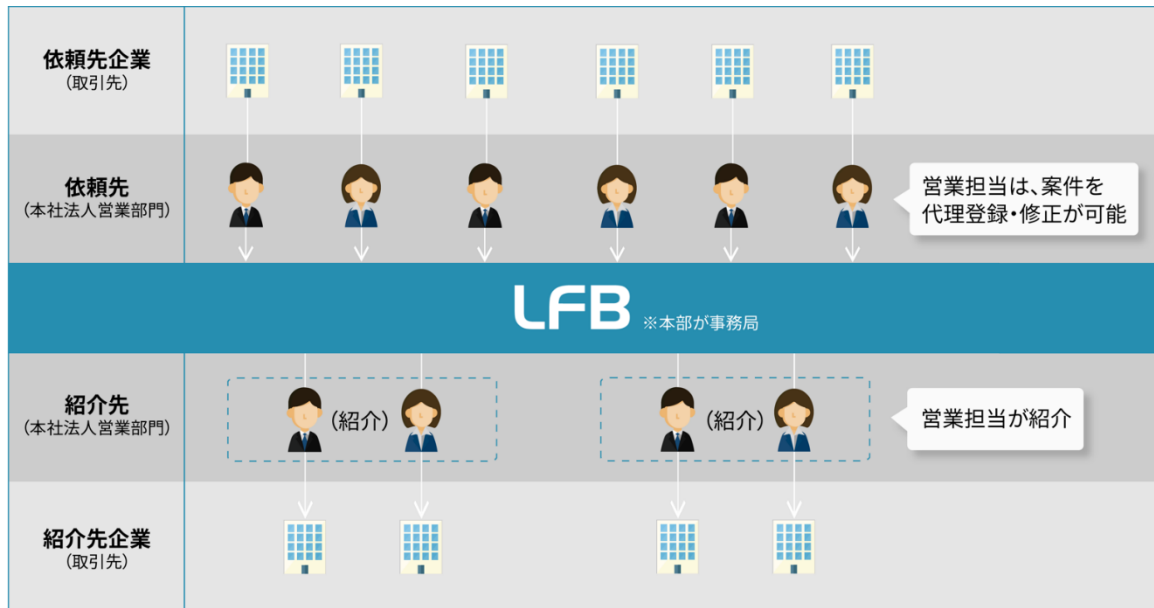 依頼先企業
(取引先)
依頼先
(本社法人営業部門)
営業担当は、案件を
代理登録・修正が可能
LFB ※本部が事務局
紹介先
(本社法人営業部門)
(紹介)
(紹介)
営業担当が紹介
紹介先企業
(取引先)